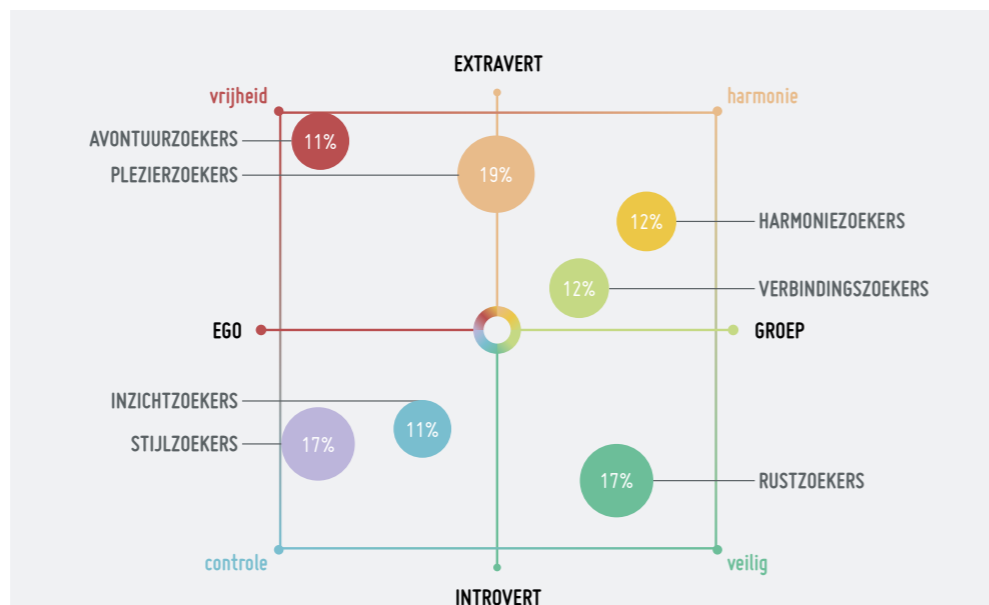 EXTRAVERT
vrijheid
harmonie
AVONTUURZOEKERS
11%
PLEZIERZOEKERS
19%
12%
HARMONIEZOEKERS
12%
VERBINDINGSZOEKERS
EGO
GROEP
INZICHTZOEKERS
11%
STIJLZOEKERS
17%
17%
RUSTZOEKERS
controle
veilig
INTROVERT